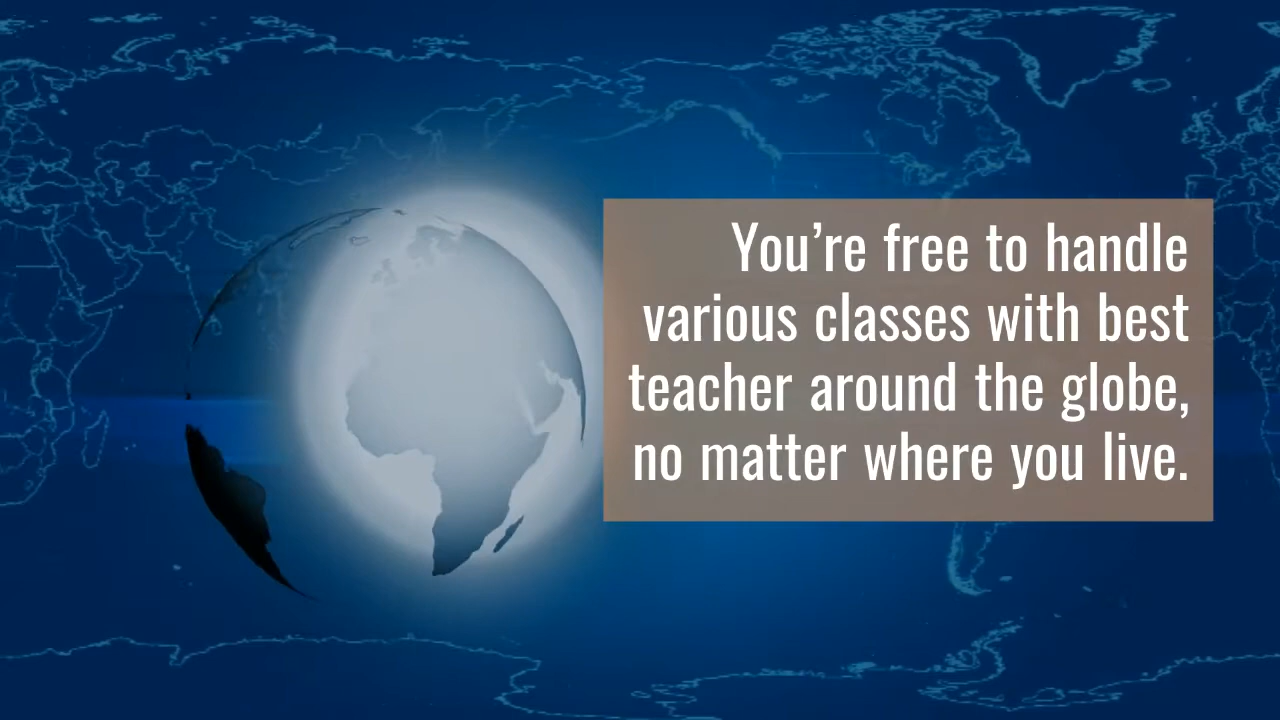 You’re free to handle
various classes with best
teacher around the globe,
no matter where you live.